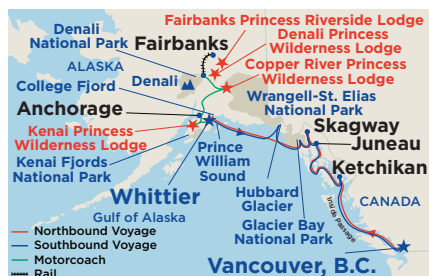 Fairbanks Princess Riverside Lodge
Denali
National Park
Fairbanks
Denali Princess
Wilderness Lodge
ALASKA
Denali
Copper River Princess
Wilderness Lodge
College Fjord
Wrangell-St. Elias
National Park
Anchorage
Skagway
Kenai Princess
Wilderness Lodge
Juneau
Prince
William
Sound
Kenai Fjords
National Park
Ketchikan
Whittier
Hubbard
Glacier
CANADA
Gulf of Alaska
Glacier Bay
National Park
Inside Passage
Northbound Voyage
Southbound Voyage
Motorcoach
Rail
Vancouver, B.C.